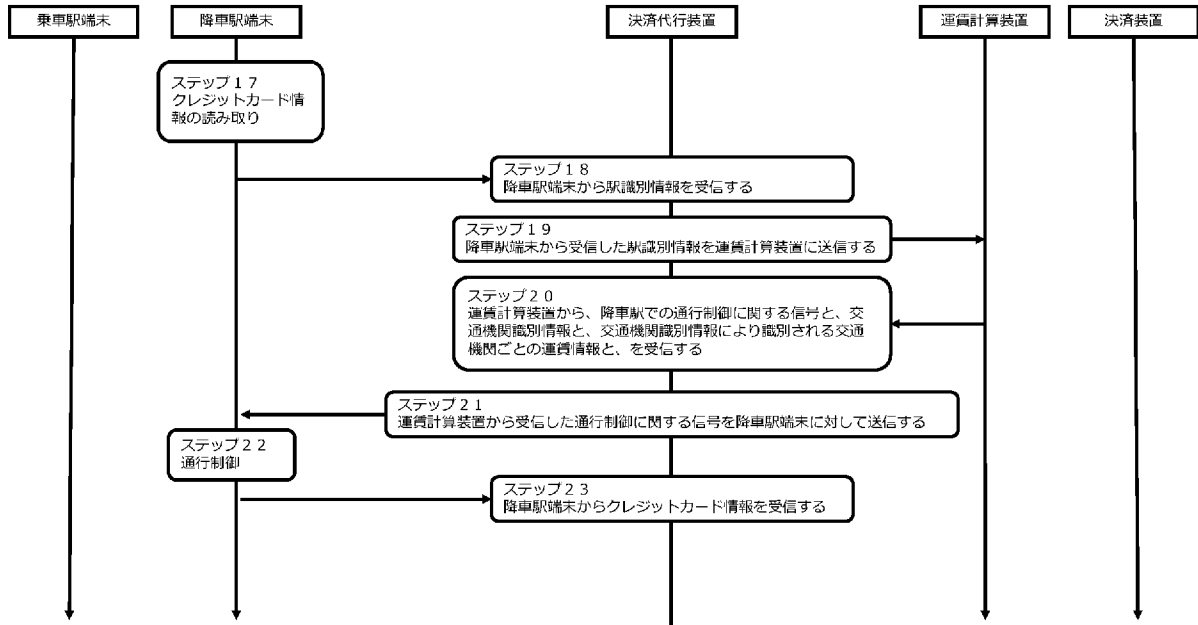 乗車駅端末
降車駅端末
決済代行装置
運賃計算装置
決済装置
ステップ１７
クレジットカード情
報の読み取り
ステップ１８
降車駅端末から駅識別情報を受信する
ステップ１９
降車駅端末から受信した駅識別情報を運賃計算装置に送信する
ステップ２０
運賃計算装置から、降車駅での通行制御に関する信号と、交
通機関識別情報と、交通機関識別情報により識別される交通
機関ごとの運賃情報と、を受信する
ステップ２１
運賃計算装置から受信した通行制御に関する信号を降車駅端末に対して送信する
ステップ２２
通行制御
ステップ２３
降車駅端末からクレジットカード情報を受信する